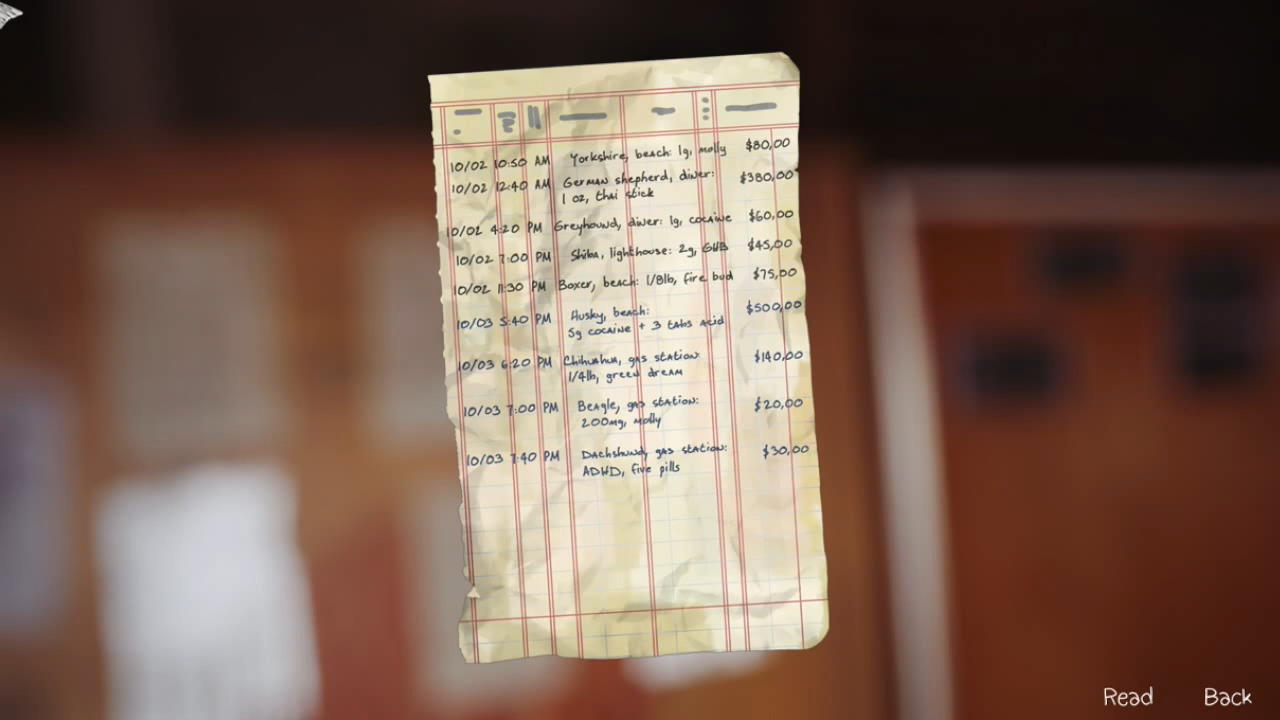 10/02 10:50 AM Yorkshire, beach: 1g, molly $80,00
10/02 12:40 AM German shepherd, diner: $380,00
1 oz, thai stick
10/02 4:20 PM Greyhound, diner: 1g, cocaine $60,00
10/02 7:00 PM Shiba, lighthouse: 2g, GHB $45,00
10/02 11:30 PM Boxer, beach: 1/8lb, fire bud $75,00
10/03 5:40 PM Husky, beach: $500,00
5g cocaine + 3 tabs acid
10/03 6:20 PM Chihuahua, gas station: $140,00
1/4lb, green dream
10/03 7:00 PM Beagle, gas station: $20,00
200mg, molly
10/03 7:40 PM Dachshund, gas station: $30,00
ADHD, five pills
Read Back